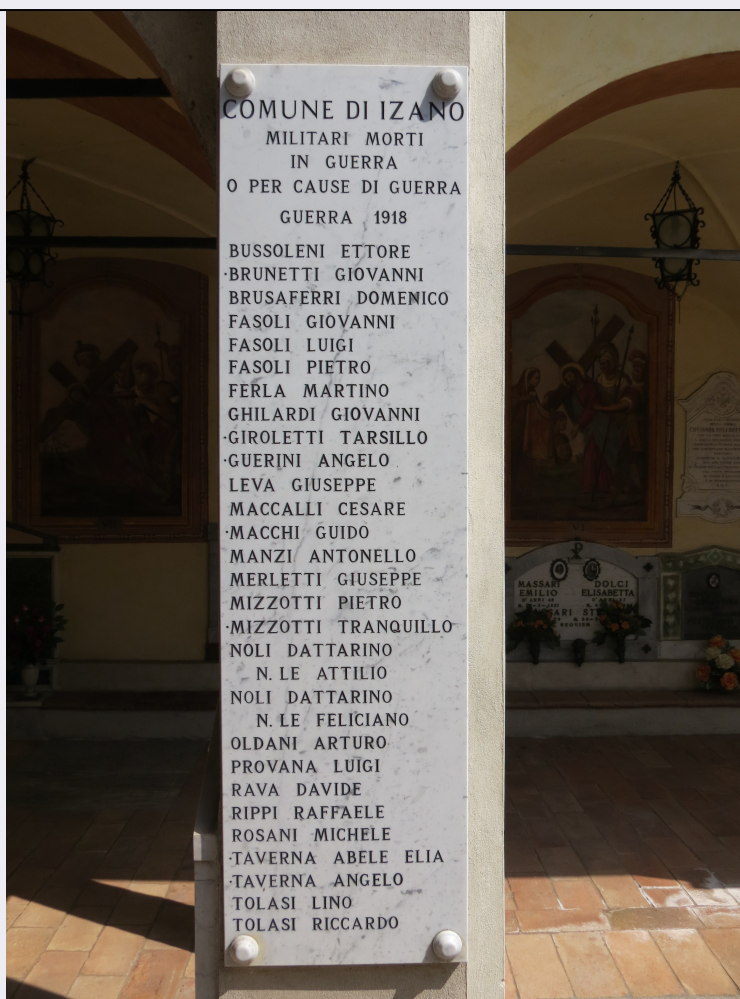 COMUNE DI IZANO
MILITARI MORTI
IN GUERRA
O PER CAUSE DI GUERRA
GUERRA 1918
BUSSOLENI ETTORE
·BRUNETTI GIOVANNI
BRUSAFERRI DOMENICO
FASOLI GIOVANNI
FASOLI LUIGI
FASOLI PIETRO
FERLA MARTINO
GHILARDI GIOVANNI
·GIROLETTI TARSILLO
·GUERINI ANGELO
LEVA GIUSEPPE
MACCALLI CESARE
·MACCHI GUIDO
MANZI ANTONELLO
MERLETTI GIUSEPPE
MIZZOTTI PIETRO
·MIZZOTTI TRANQUILLO
NOLI DATTARINO
N. LE ATTILIO
NOLI DATTARINO
N. LE FELICIANO
OLDANI ARTURO
PROVANA LUIGI
RAVA DAVIDE
RIPPI RAFFAELE
ROSANI MICHELE
·TAVERNA ABELE ELIA
·TAVERNA ANGELO
TOLASI LINO
TOLASI RICCARDO
MASSARI DOLCI
EMILIO ELISABETTA